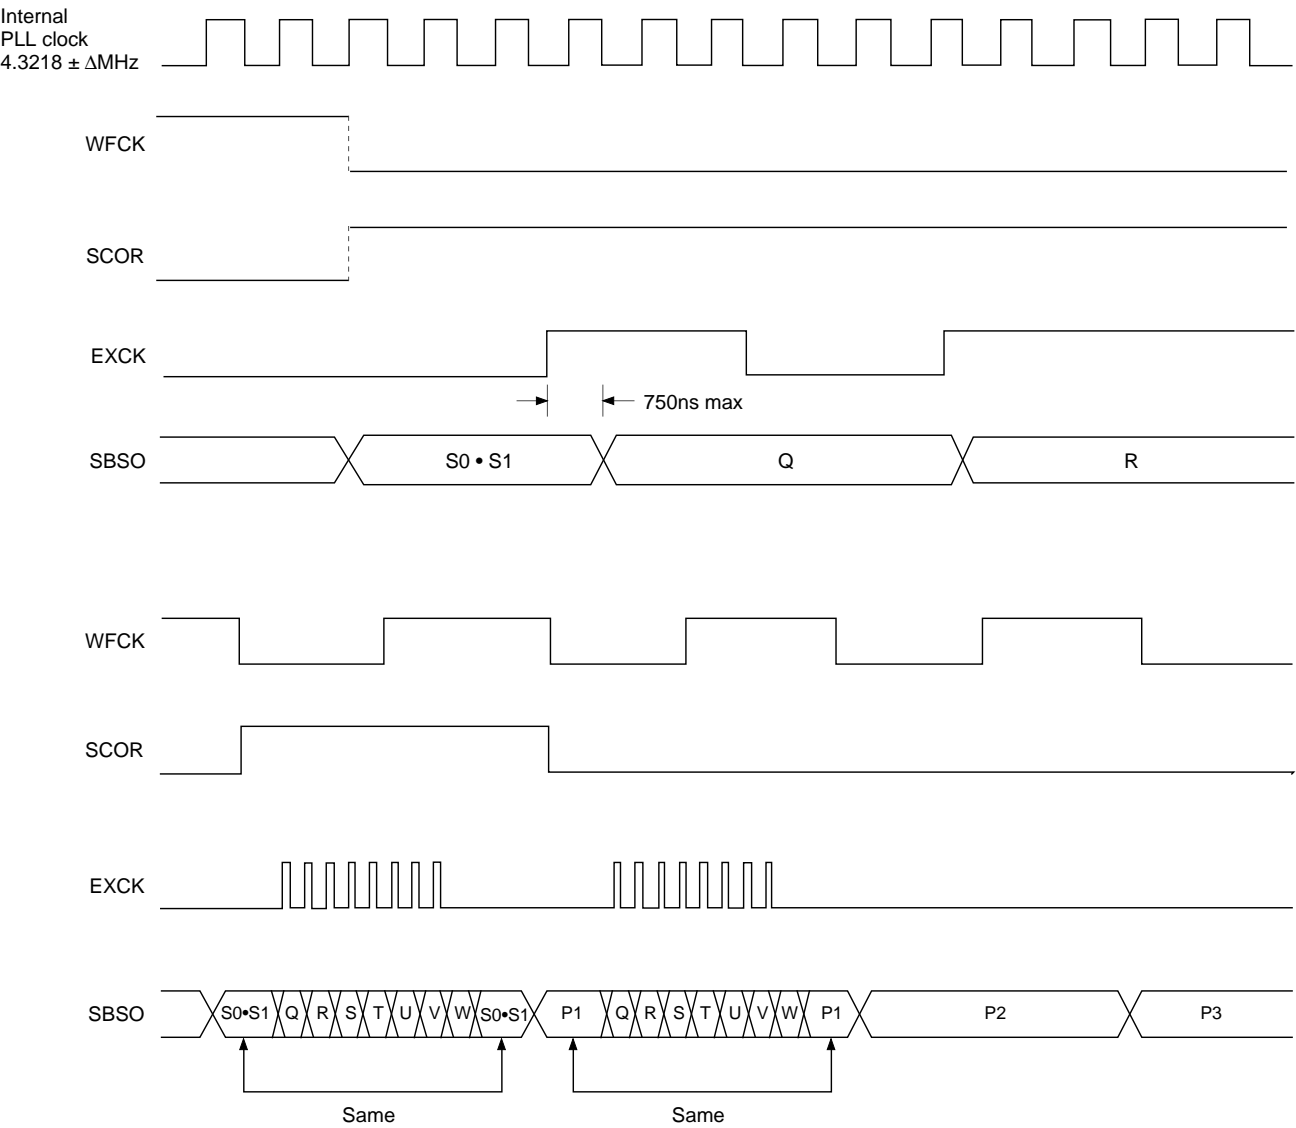 Internal
PLL clock
4.3218 ± ΔMHz
WFCK
SCOR
EXCK
750ns max
SBSO S0 • S1 Q R
WFCK
SCOR
EXCK
SBSO S0•S1 Q R S T U V W S0•S1 P1 Q R S T U V W P1 P2 P3
Same Same